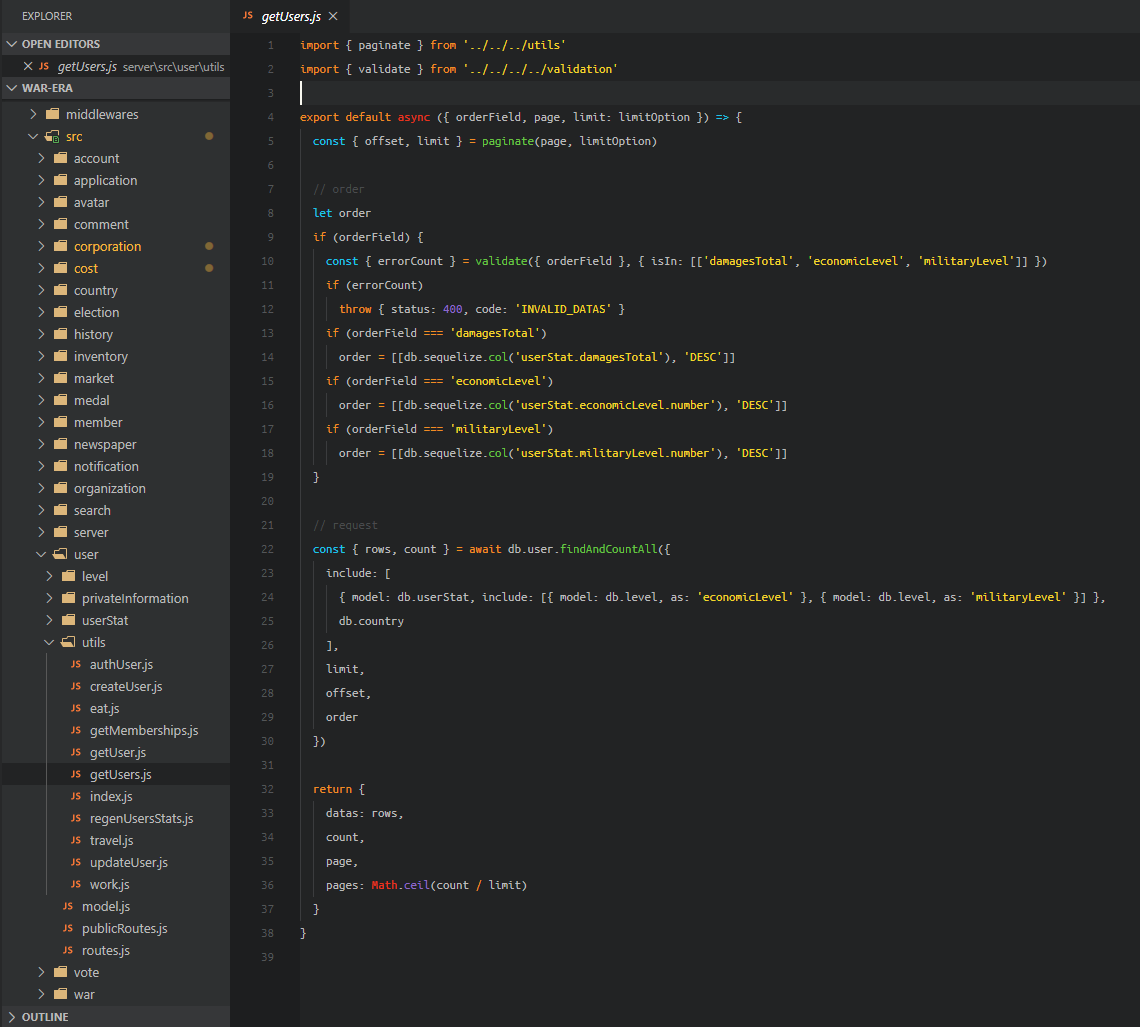 EXPLORER
OPEN EDITORS
JS getUsers.js server\src\user\utils
WAR-ERA
middlewares
src
account
application
avatar
comment
corporation
cost
country
election
history
inventory
market
medal
member
newspaper
notification
organization
search
server
user
level
privateInformation
userStat
utils
JS authUser.js
JS createUser.js
JS eat.js
JS getMemberships.js
JS getUser.js
JS getUsers.js
JS index.js
JS regenUsersStats.js
JS travel.js
JS updateUser.js
JS work.js
JS model.js
JS publicRoutes.js
JS routes.js
vote
war
OUTLINE
JS getUsers.js
1 import { paginate } from '../../../utils'
2 import { validate } from '../../../../validation'
3
4 export default async ({ orderField, page, limit: limitOption }) => {
5   const { offset, limit } = paginate(page, limitOption)
6
7   // order
8   let order
9   if (orderField) {
10     const { errorCount } = validate({ orderField }, { isIn: [['damagesTotal', 'economicLevel', 'militaryLevel']] })
11     if (errorCount)
12       throw { status: 400, code: 'INVALID_DATAS' }
13     if (orderField === 'damagesTotal')
14       order = [[db.sequelize.col('userStat.damagesTotal'), 'DESC']]
15     if (orderField === 'economicLevel')
16       order = [[db.sequelize.col('userStat.economicLevel.number'), 'DESC']]
17     if (orderField === 'militaryLevel')
18       order = [[db.sequelize.col('userStat.militaryLevel.number'), 'DESC']]
19   }
20
21   // request
22   const { rows, count } = await db.user.findAndCountAll({
23     include: [
24       { model: db.userStat, include: [{ model: db.level, as: 'economicLevel' }, { model: db.level, as: 'militaryLevel' }] },
25       db.country
26     ],
27     limit,
28     offset,
29     order
30   })
31
32   return {
33     datas: rows,
34     count,
35     page,
36     pages: Math.ceil(count / limit)
37   }
38 }
39